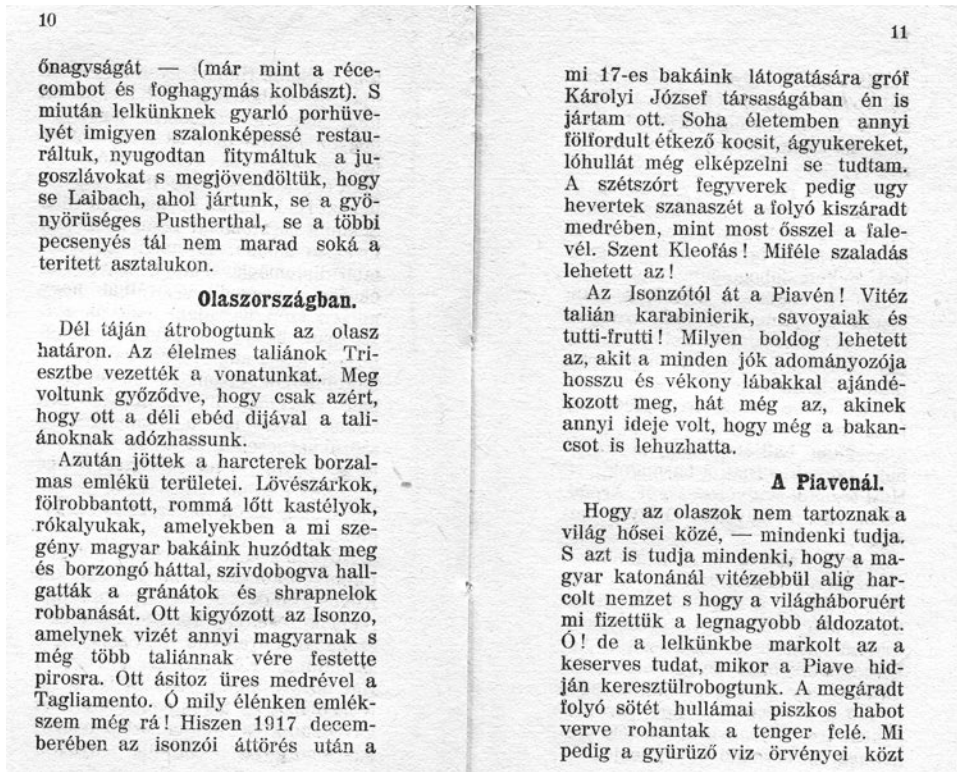 10
őnagyságát — (már mint a réce-
combot és foghagymás kolbászt). S
miután lelkünknek gyarló porhüve-
lyét imigyen szalonképessé restau-
ráltuk, nyugodtan fitymáltuk a ju-
goszlávokat s megjövendöltük, hogy
se Laibach, ahol jártunk, se a gyö-
nyörüséges Pustherthal, se a többi
pecsenyés tál nem marad soká a
teritett asztalukon.
Olaszországban.
Dél táján átrobogtunk az olasz
határon. Az élelmes taliánok Tri-
esztbe vezették a vonatunkat. Meg
voltunk győződve, hogy csak azért,
hogy ott a déli ebéd dijával a tali-
ánoknak adózhassunk.
Azután jöttek a harcterek borzal-
mas emlékü területei. Lövészárkok,
fölrobbantott, rommá lőtt kastélyok,
rókalyukak, amelyekben a mi sze-
gény magyar bakáink huzódtak meg
és borzongó háttal, szivdobogva hall-
gatták a gránátok és shrapnelok
robbanását. Ott kigyózott az Isonzo,
amelynek vizét annyi magyarnak s
még több taliánnak vére festette
pirosra. Ott ásitoz üres medrével a
Tagliamento. Ó mily élénken emlék-
szem még rá! Hiszen 1917 decem-
berében az isonzói áttörés után a
11
mi 17-es bakáink látogatására gróf
Károlyi József társaságában én is
jártam ott. Soha életemben annyi
fölfordult étkező kocsit, ágyukereket,
lóhullát még elképzelni se tudtam.
A szétszórt fegyverek pedig ugy
hevertek szanaszét a folyó kiszáradt
medrében, mint most ősszel a fale-
vél. Szent Kleofás! Miféle szaladás
lehetett az!
Az Isonzótól át a Piavén! Vitéz
talián karabinierik, savoyaiak és
tutti-frutti! Milyen boldog lehetett
az, akit a minden jók adományozója
hosszu és vékony lábakkal ajándé-
kozott meg, hát még az, akinek
annyi ideje volt, hogy még a bakan-
csot is lehuzhatta.
A Piavenál.
Hogy az olaszok nem tartoznak a
világ hősei közé, — mindenki tudja.
S azt is tudja mindenki, hogy a ma-
gyar katonánál vitézebbül alig har-
colt nemzet s hogy a világháboruért
mi fizettük a legnagyobb áldozatot.
Ó! de a lelkünkbe markolt az a
keserves tudat, mikor a Piave hid-
ján keresztülrobogtunk. A megáradt
folyó sötét hullámai piszkos habot
verve rohantak a tenger felé. Mi
pedig a gyürüző viz örvényei közt